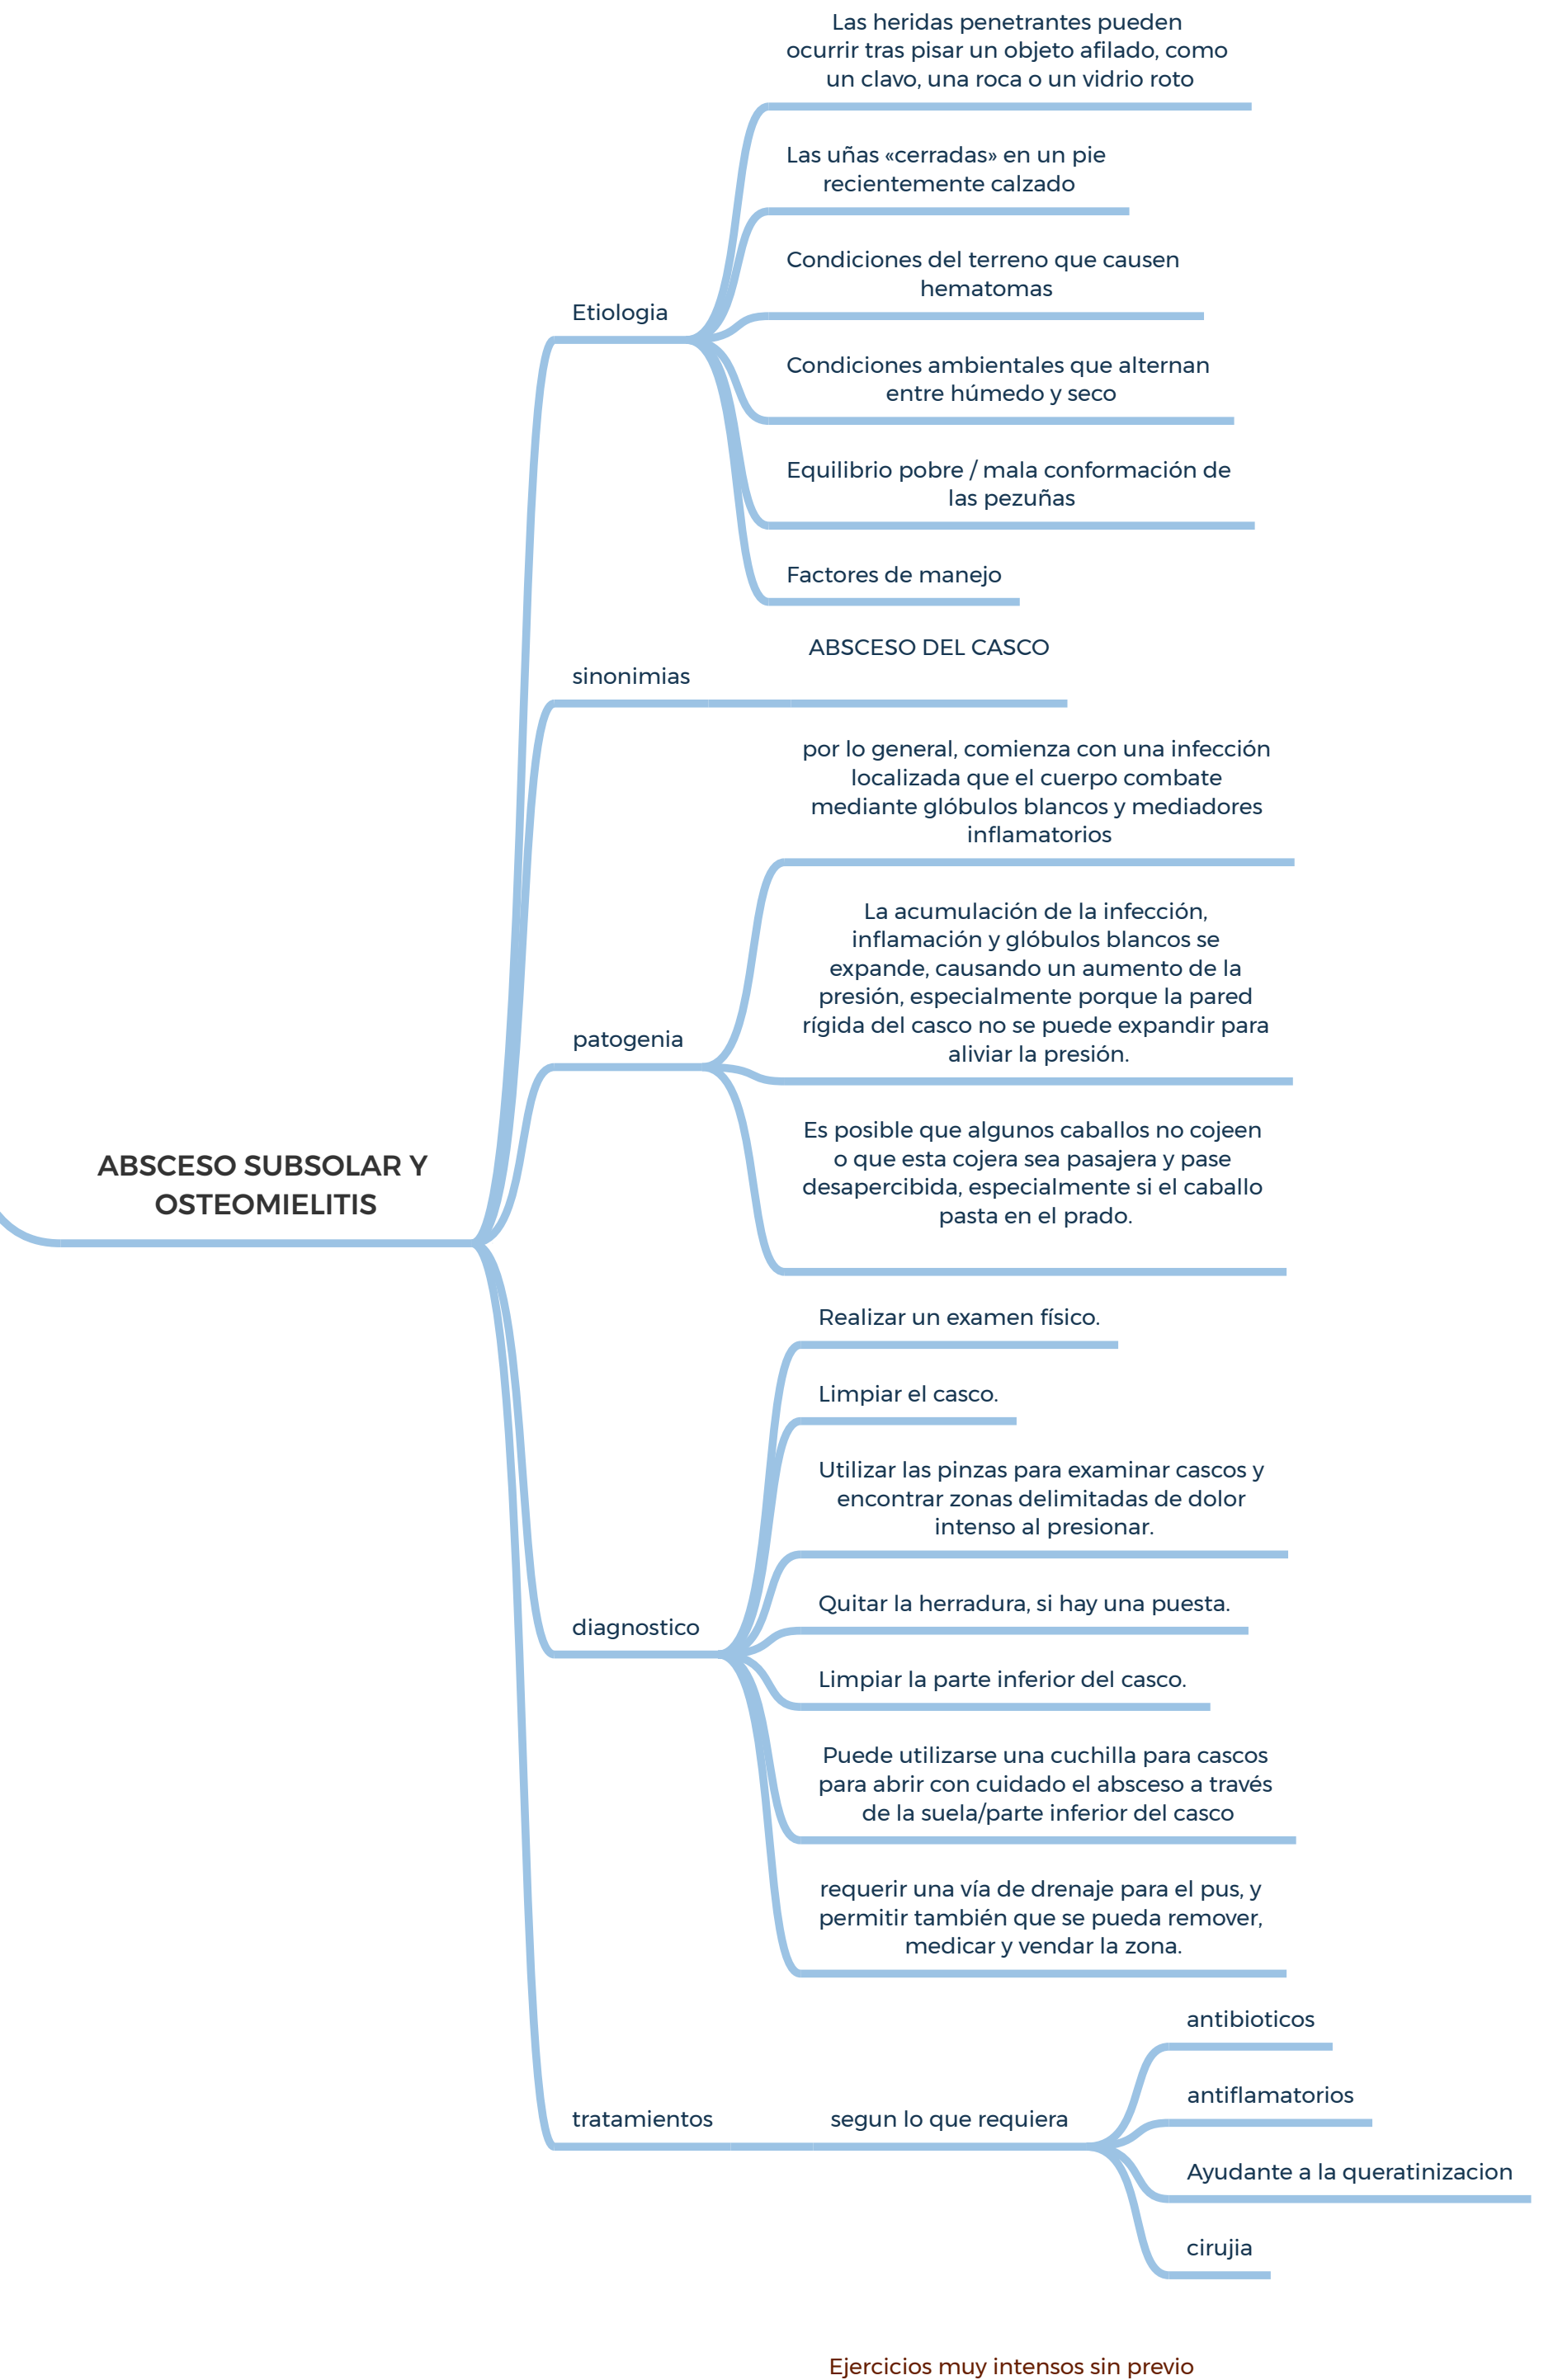 Las heridas penetrantes pueden
ocurrir tras pisar un objeto afilado, como
un clavo, una roca o un vidrio roto
Las uñas «cerradas» en un pie
recientemente calzado
Condiciones del terreno que causen
hematomas
Etiologia
Condiciones ambientales que alternan
entre húmedo y seco
Equilibrio pobre / mala conformación de
las pezuñas
Factores de manejo
ABSCESO DEL CASCO
sinonimias
por lo general, comienza con una infección
localizada que el cuerpo combate
mediante glóbulos blancos y mediadores
inflamatorios
La acumulación de la infección,
inflamación y glóbulos blancos se
expande, causando un aumento de la
presión, especialmente porque la pared
rígida del casco no se puede expandir para
aliviar la presión.
patogenia
Es posible que algunos caballos no cojeen
o que esta cojera sea pasajera y pase
desapercibida, especialmente si el caballo
pasta en el prado.
ABSCESO SUBSOLAR Y
OSTEOMIELITIS
Realizar un examen físico.
Limpiar el casco.
Utilizar las pinzas para examinar cascos y
encontrar zonas delimitadas de dolor
intenso al presionar.
Quitar la herradura, si hay una puesta.
diagnostico
Limpiar la parte inferior del casco.
Puede utilizarse una cuchilla para cascos
para abrir con cuidado el absceso a través
de la suela/parte inferior del casco
requerir una vía de drenaje para el pus, y
permitir también que se pueda remover,
medicar y vendar la zona.
tratamientos
segun lo que requiera
antibioticos
antiflamatorios
Ayudante a la queratinizacion
cirujia
Ejercicios muy intensos sin previo